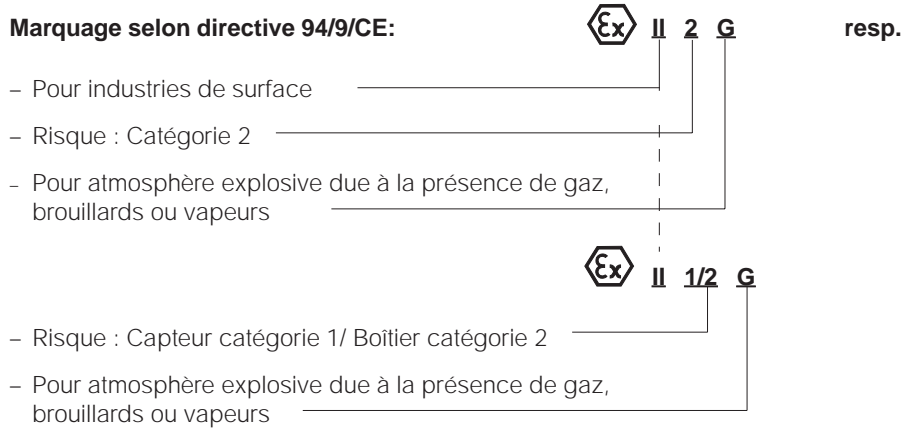 Marquage selon directive 94/9/CE: Ex II 2 G resp.
– Pour industries de surface
– Risque : Catégorie 2
– Pour atmosphère explosive due à la présence de gaz,
brouillards ou vapeurs
Ex II 1/2 G
– Risque : Capteur catégorie 1/ Boîtier catégorie 2
– Pour atmosphère explosive due à la présence de gaz,
brouillards ou vapeurs